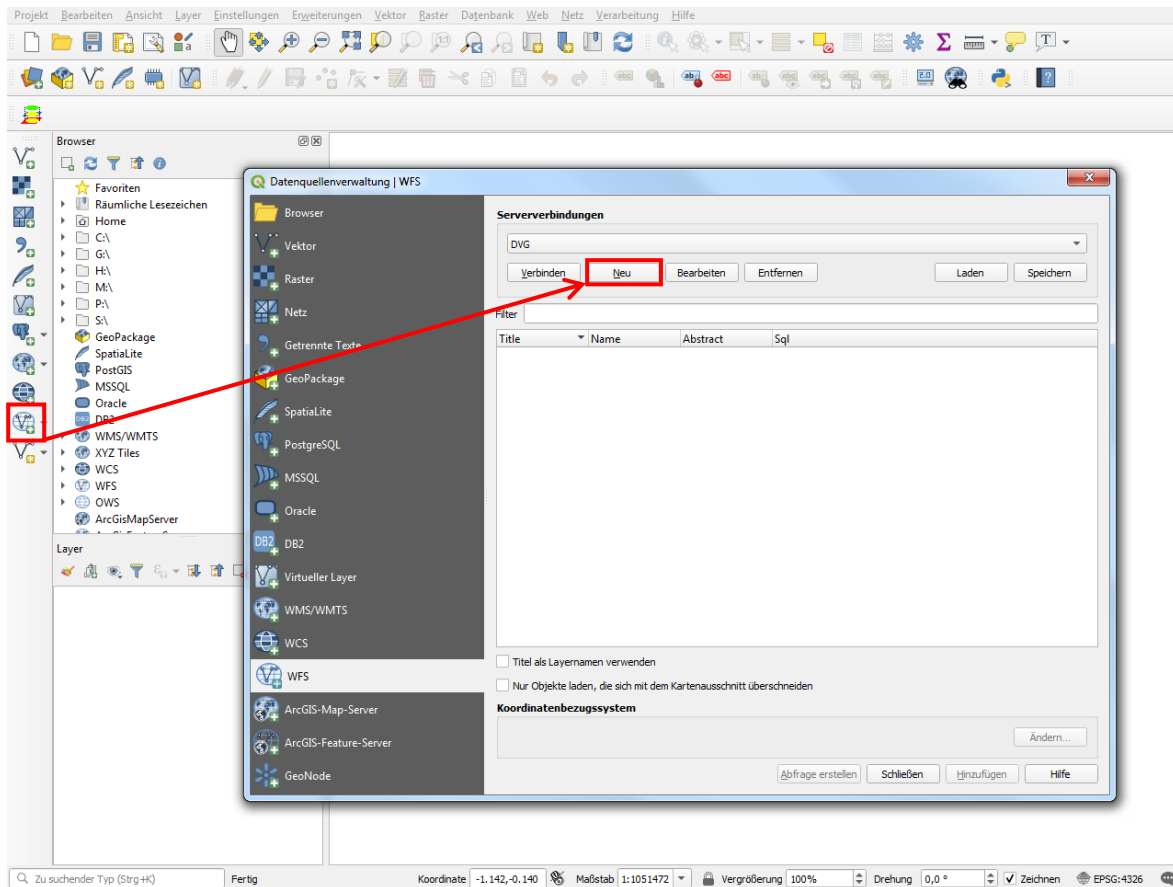 Projekt Bearbeiten Ansicht Layer Einstellungen Erweiterungen Vektor Raster Datenbank Web Netz Verarbeitung Hilfe
Browser
Favoriten
Räumliche Lesezeichen
Home
C:\
G:\
H:\
M:\
P:\
S:\
GeoPackage
SpatiaLite
PostGIS
MSSQL
Oracle
DB2
WMS/WMTS
XYZ Tiles
WCS
WFS
OWS
ArcGisMapServer
Layer
Datenquellenverwaltung | WFS
Browser
Vektor
Raster
Netz
Getrennte Texte
GeoPackage
SpatiaLite
PostgreSQL
MSSQL
Oracle
DB2
Virtueller Layer
WMS/WMTS
WCS
WFS
ArcGIS-Map-Server
ArcGIS-Feature-Server
GeoNode
Serververbindungen
DVG
Verbinden Neu Bearbeiten Entfernen Laden Speichern
Filter
Title Name Abstract Sql
Titel als Layernamen verwenden
Nur Objekte laden, die sich mit dem Kartenausschnitt überschneiden
Koordinatenbezugssystem
Ändern...
Abfrage erstellen Schließen Hinzufügen Hilfe
Zu suchender Typ (Strg+K) Fertig Koordinate -1.142,-0.140 Maßstab 1:1051472 Vergrößerung 100% Drehung 0,0 ° Zeichnen EPSG:4326